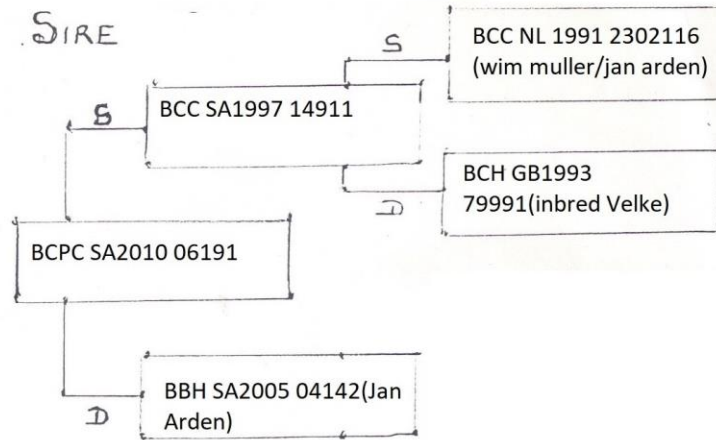 SIRE
S
BCC NL 1991 2302116
(wim muller/jan arden)
S
BCC SA1997 14911
D
BCH GB1993
79991(inbred Velke)
BCPC SA2010 06191
D
BBH SA2005 04142(Jan
Arden)